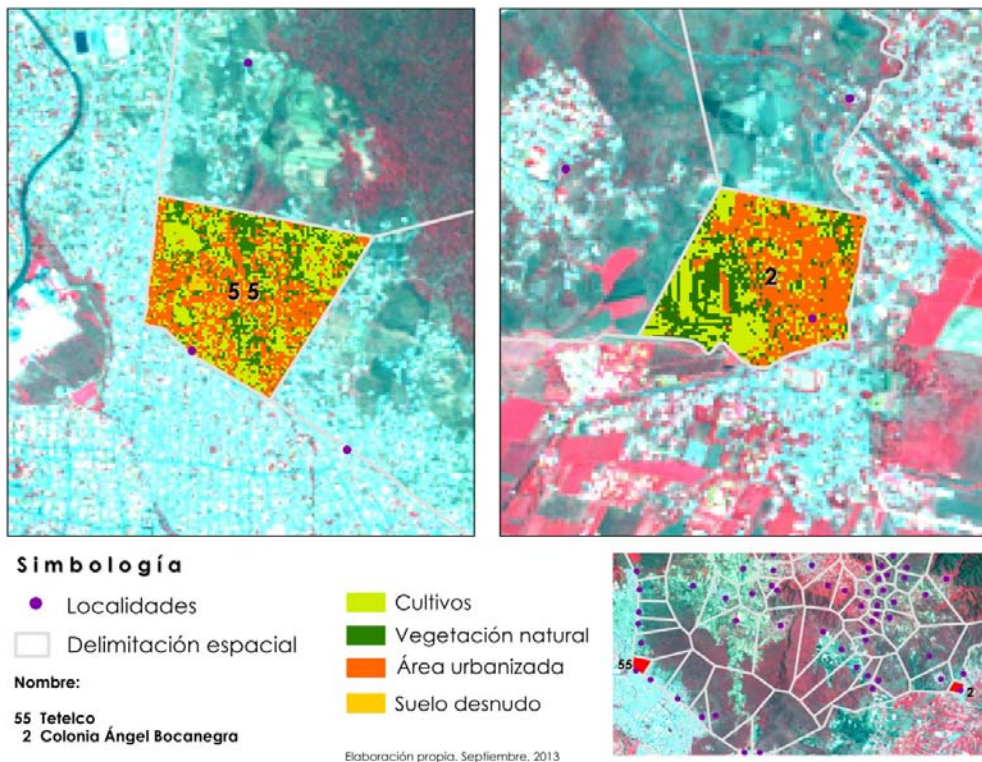 5 5
2
Simbología
Localidades
Delimitación espacial
Nombre:
55 Tetelco
2 Colonia Ángel Bocanegra
Cultivos
Vegetación natural
Área urbanizada
Suelo desnudo
Elaboración propia. Septiembre, 2013
55
2